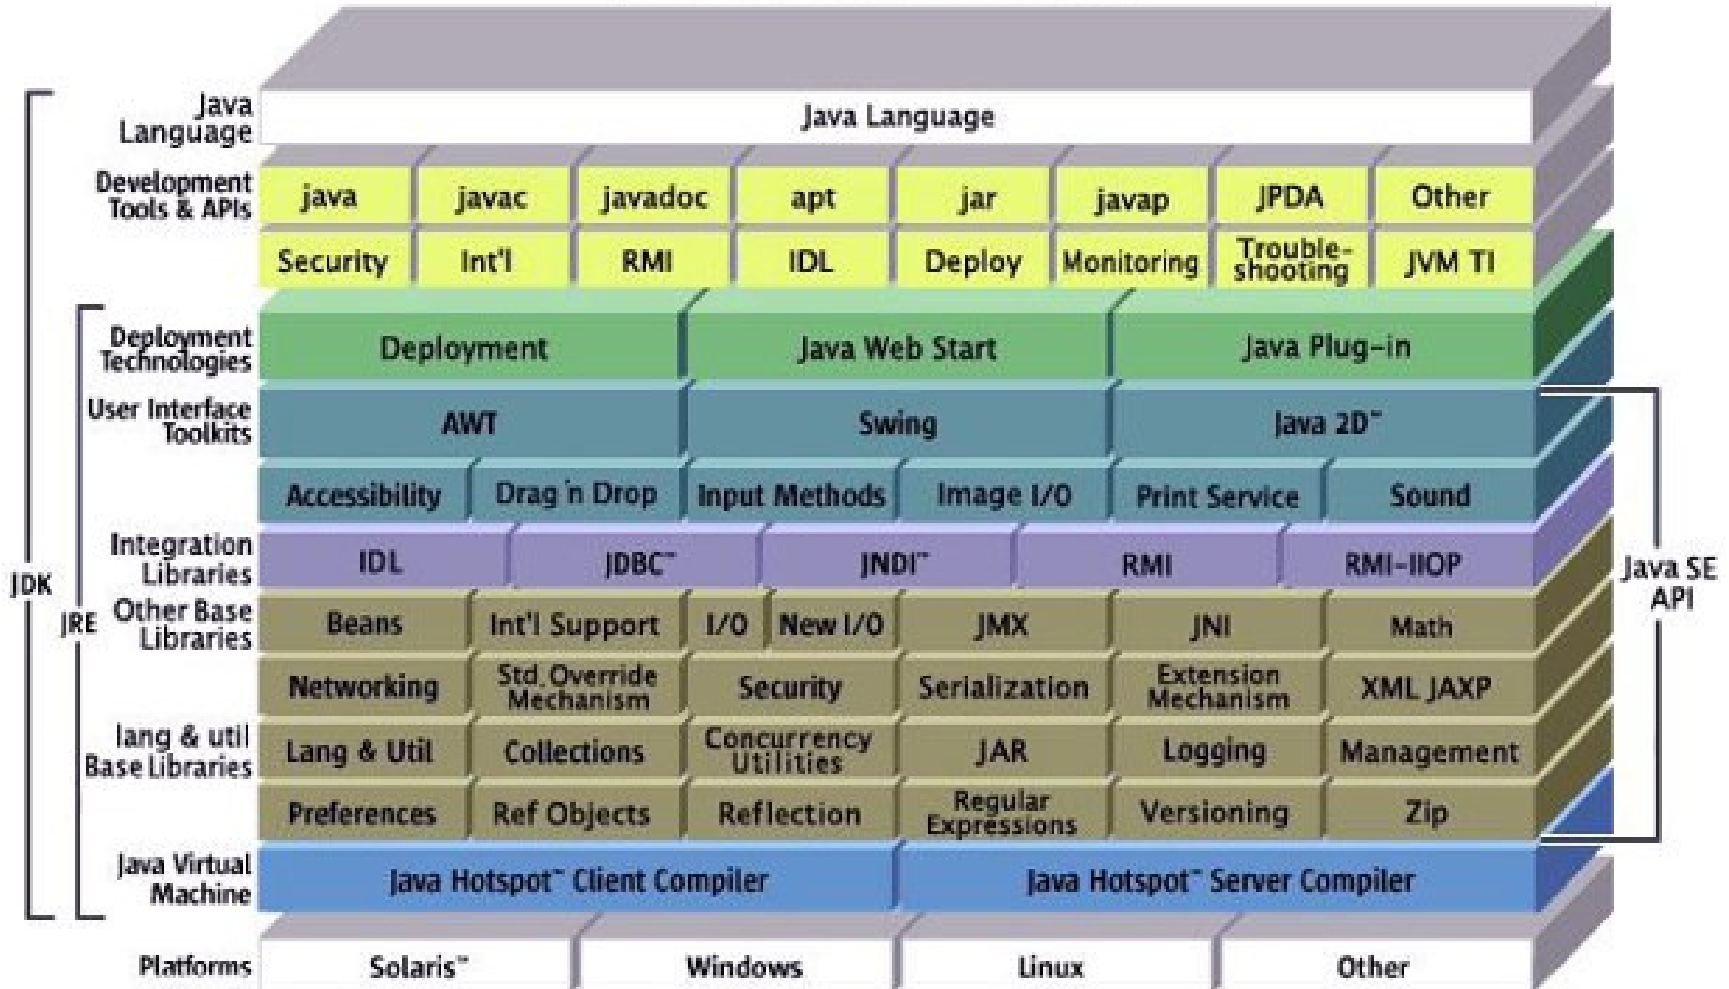 Java
Language
Java Language
Development
Tools & APIs
java
javac
javadoc
apt
jar
javap
JPDA
Other
Security
Int'l
RMI
IDL
Deploy
Monitoring
Trouble-
shooting
JVM TI
Deployment
Technologies
Deployment
Java Web Start
Java Plug-in
User Interface
Toolkits
AWT
Swing
Java 2D™
Accessibility
Drag 'n Drop
Input Methods
Image I/O
Print Service
Sound
Integration
Libraries
IDL
JDBC™
JNDI™
RMI
RMI-IIOP
JDK
JRE
Java SE
API
Other Base
Libraries
Beans
Int'l Support
I/O
New I/O
JMX
JNI
Math
Networking
Std. Override
Mechanism
Security
Serialization
Extension
Mechanism
XML JAXP
lang & util
Base Libraries
Lang & Util
Collections
Concurrency
Utilities
JAR
Logging
Management
Preferences
Ref Objects
Reflection
Regular
Expressions
Versioning
Zip
Java Virtual
Machine
Java Hotspot™ Client Compiler
Java Hotspot™ Server Compiler
Platforms
Solaris™
Windows
Linux
Other